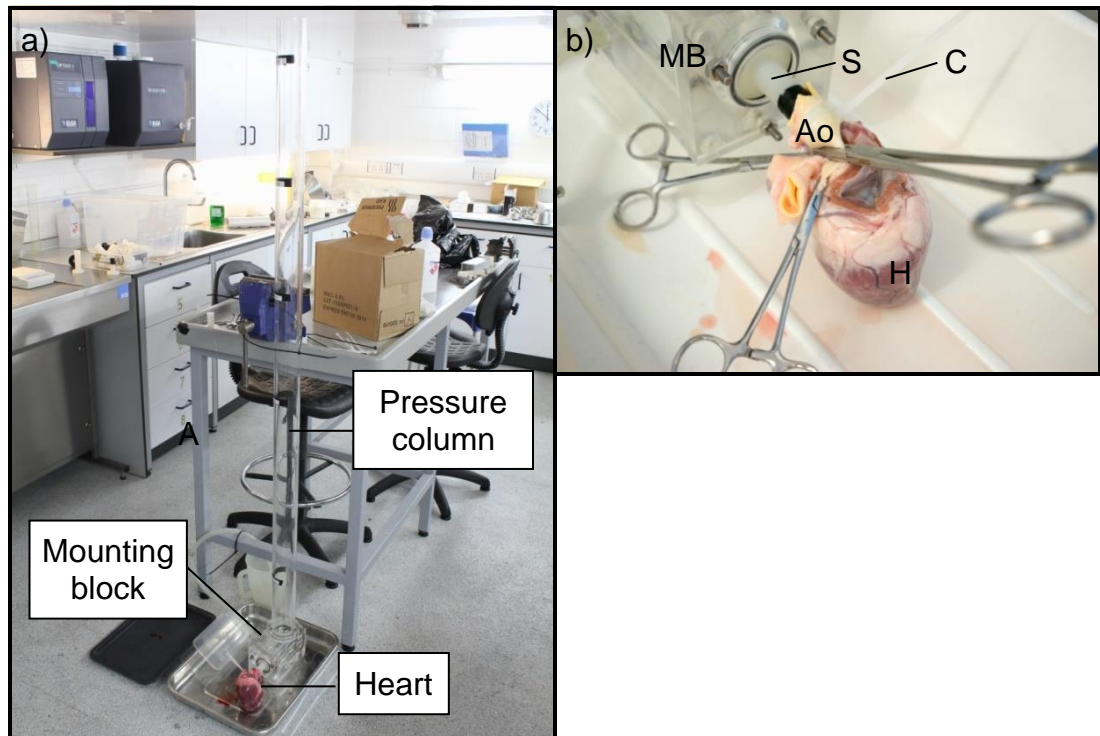 a)
A
Pressure
column
Mounting
block
Heart
b)
MB
S
C
Ao
H